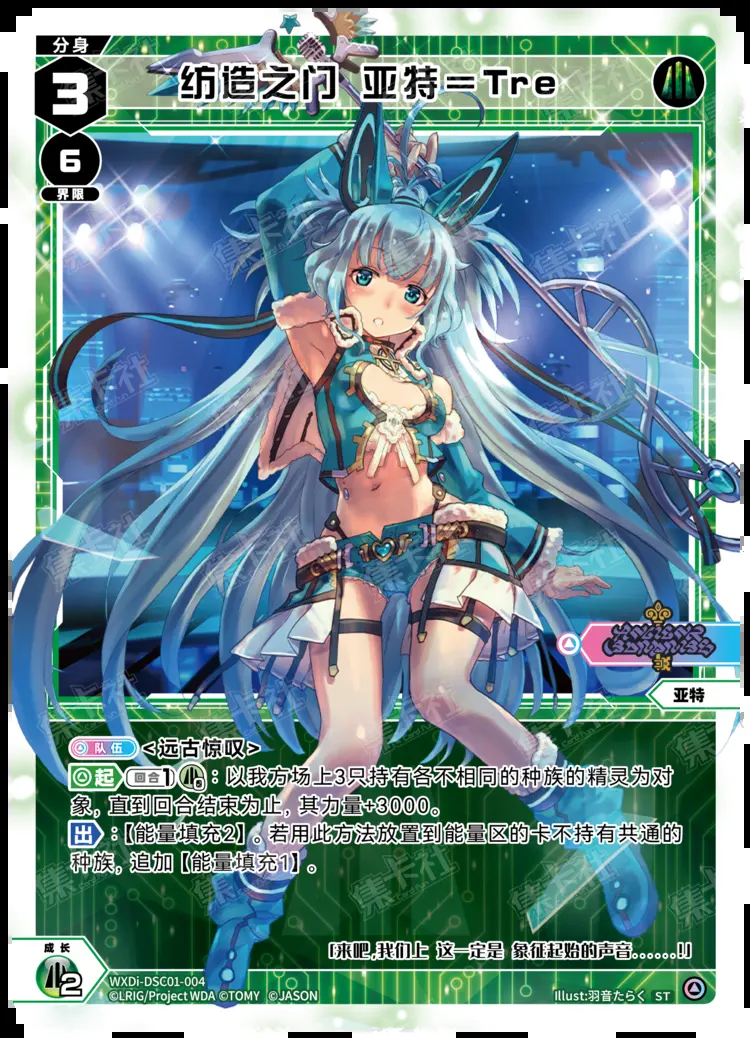 分身
3
纺造之门 亚特＝Tre
6
界限
亚特
队伍 <远古惊叹>
起 回合1 0：以我方场上3只持有各不相同的种族的精灵为对
象，直到回合结束为止，其力量+3000。
出：【能量填充2】。若用此方法放置到能量区的卡不持有共通的
种族，追加【能量填充1】。
「来吧,我们上 这一定是 象征起始的声音......!」
成长
2
WXDi-DSC01-004
©LRIG/Project WDA ©TOMY ©JASON
Illust:羽音たらく ST
集卡社